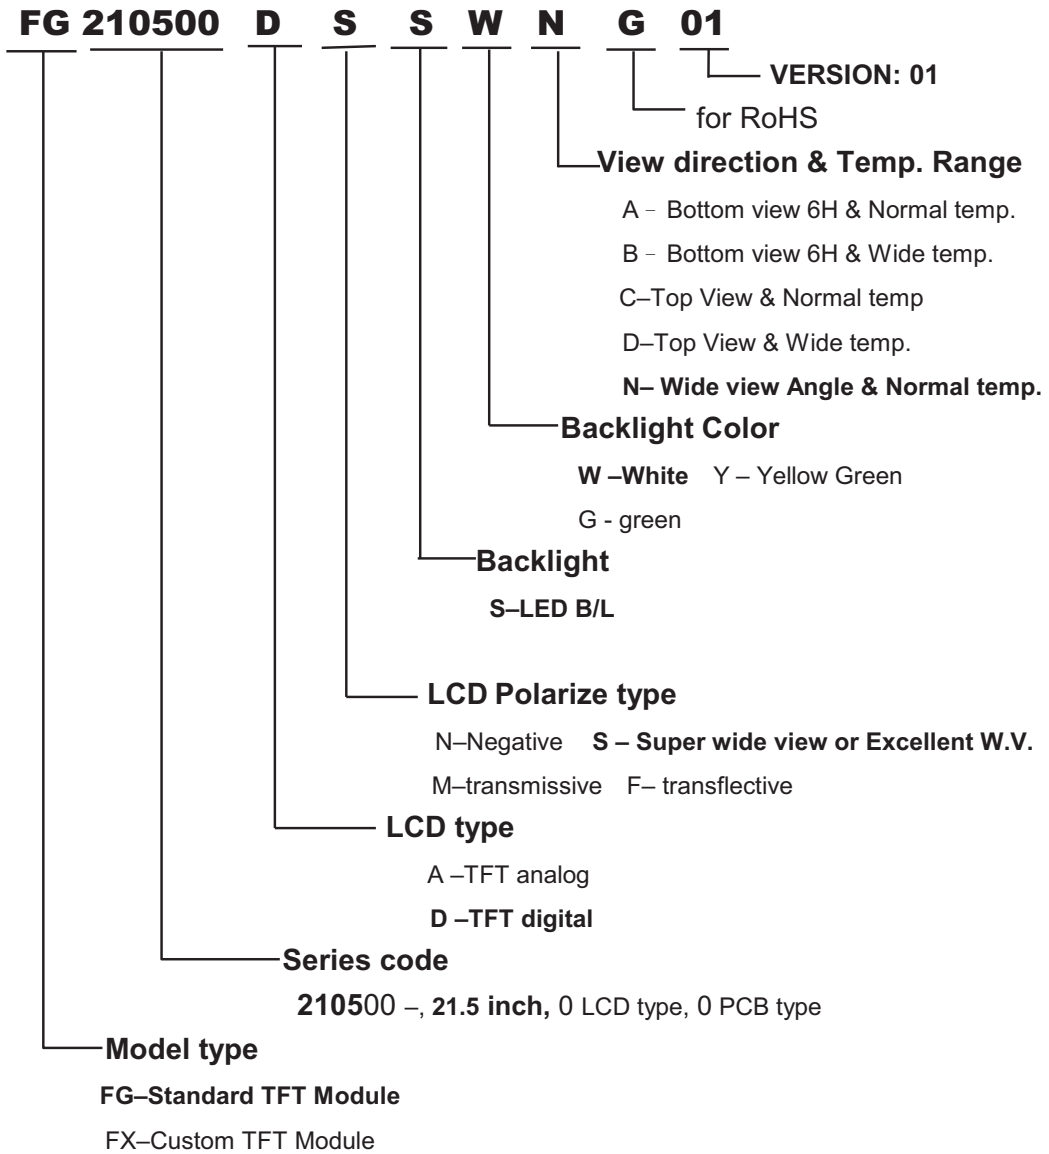 FG 210500 D S S W N G 01
VERSION: 01
for RoHS
View direction & Temp. Range
A – Bottom view 6H & Normal temp.
B – Bottom view 6H & Wide temp.
C–Top View & Normal temp
D–Top View & Wide temp.
N– Wide view Angle & Normal temp.
Backlight Color
W –White Y – Yellow Green
G - green
Backlight
S–LED B/L
LCD Polarize type
N–Negative S – Super wide view or Excellent W.V.
M–transmissive F– transflective
LCD type
A –TFT analog
D –TFT digital
Series code
210500 –, 21.5 inch, 0 LCD type, 0 PCB type
Model type
FG–Standard TFT Module
FX–Custom TFT Module